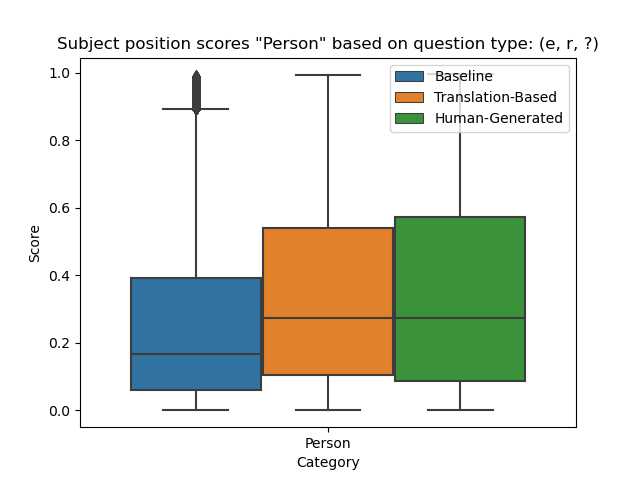 Subject position scores "Person" based on question type: (e, r, ?)
Baseline
Translation-Based
Human-Generated
1.0
0.8
0.6
0.4
0.2
0.0
Score
Person
Category